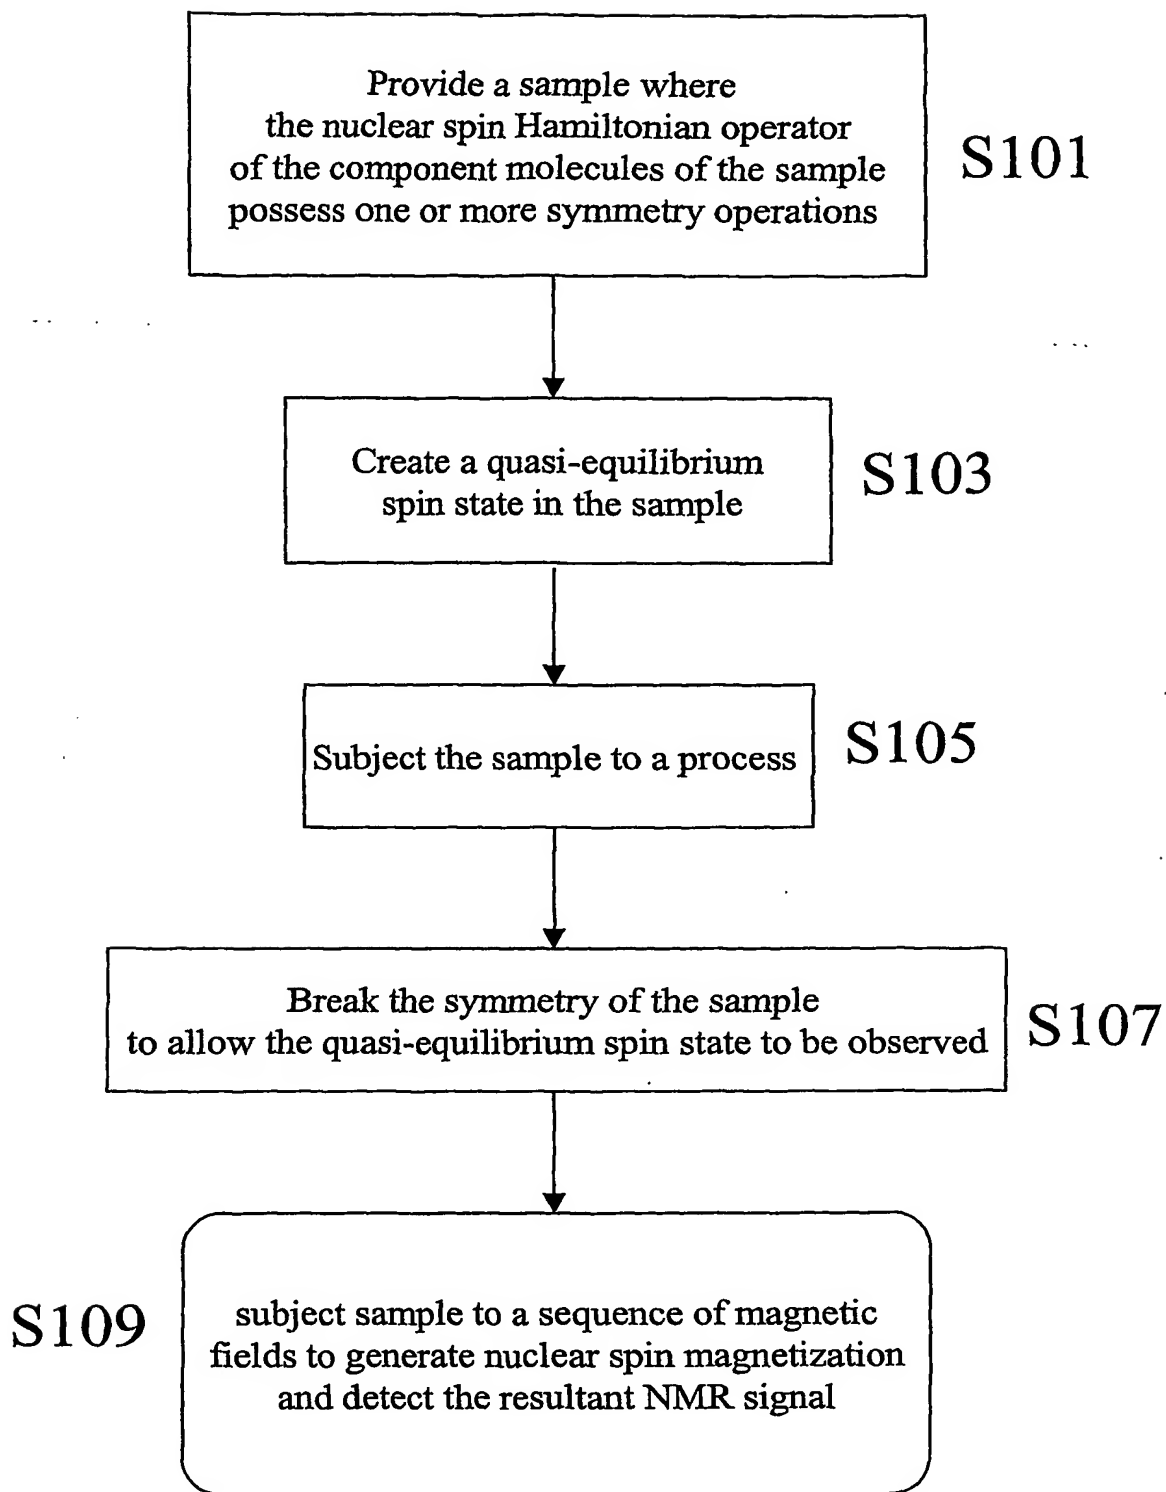 Provide a sample where
the nuclear spin Hamiltonian operator
of the component molecules of the sample
possess one or more symmetry operations
S101
Create a quasi-equilibrium
spin state in the sample
S103
Subject the sample to a process
S105
Break the symmetry of the sample
to allow the quasi-equilibrium spin state to be observed
S107
S109
subject sample to a sequence of magnetic
fields to generate nuclear spin magnetization
and detect the resultant NMR signal